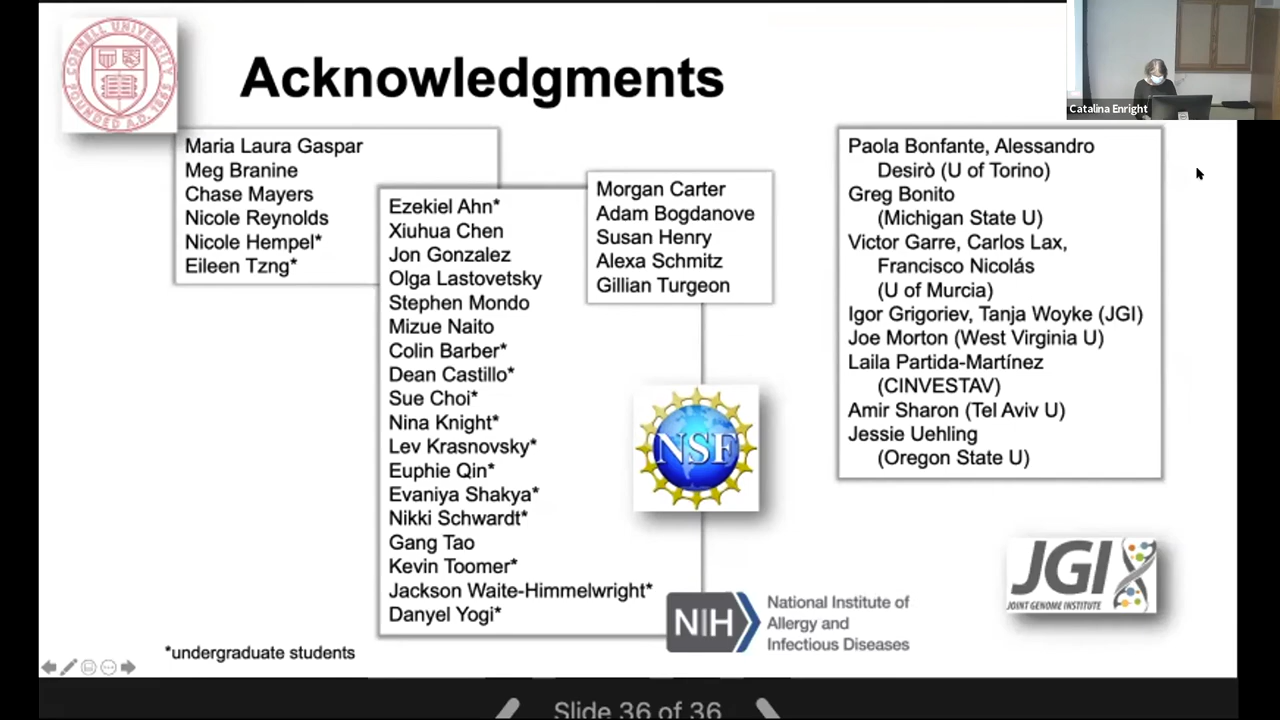 CORNELL UNIVERSITY
FOUNDED A.D. 1865
Acknowledgments
Catalina Enright
Maria Laura Gaspar
Meg Branine
Chase Mayers
Nicole Reynolds
Nicole Hempel*
Eileen Tzng*
Ezekiel Ahn*
Xiuhua Chen
Jon Gonzalez
Olga Lastovetsky
Stephen Mondo
Mizue Naito
Colin Barber*
Dean Castillo*
Sue Choi*
Nina Knight*
Lev Krasnovsky*
Euphie Qin*
Evaniya Shakya*
Nikki Schwardt*
Gang Tao
Kevin Toomer*
Jackson Waite-Himmelwright*
Danyel Yogi*
Morgan Carter
Adam Bogdanove
Susan Henry
Alexa Schmitz
Gillian Turgeon
NSF
NIH
National Institute of
Allergy and
Infectious Diseases
Paola Bonfante, Alessandro
Desirò (U of Torino)
Greg Bonito
(Michigan State U)
Victor Garre, Carlos Lax,
Francisco Nicolás
(U of Murcia)
Igor Grigoriev, Tanja Woyke (JGI)
Joe Morton (West Virginia U)
Laila Partida-Martínez
(CINVESTAV)
Amir Sharon (Tel Aviv U)
Jessie Uehling
(Oregon State U)
JGI
JOINT GENOME INSTITUTE
*undergraduate students
Slide 36 of 36